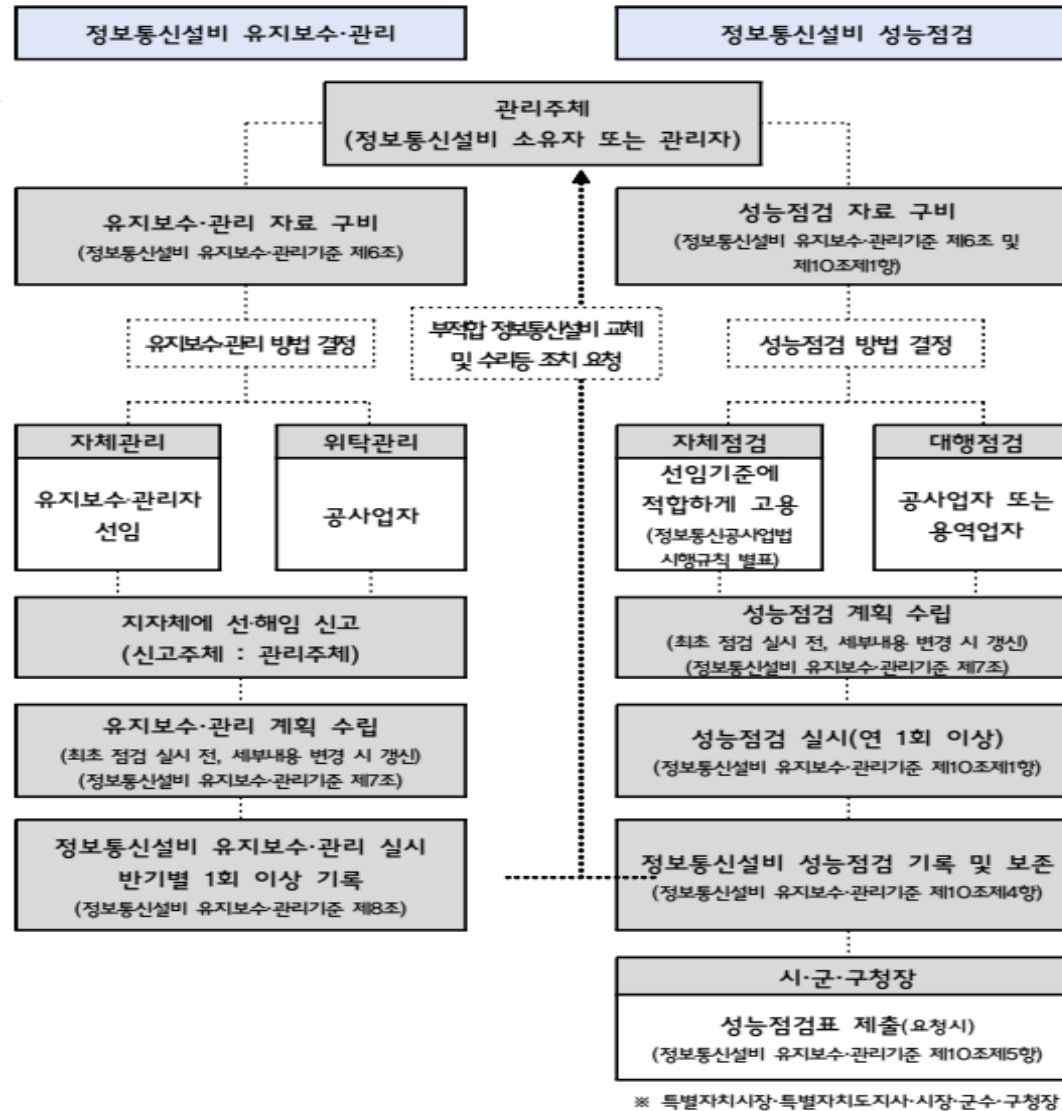 정보통신설비 유지보수·관리
정보통신설비 성능점검
관리주체
(정보통신설비 소유자 또는 관리자)
유지보수·관리 자료 구비
(정보통신설비 유지보수·관리기준 제6조)
성능점검 자료 구비
(정보통신설비 유지보수·관리기준 제6조 및
제10조제1항)
유지보수·관리 방법 결정
부적합 정보통신설비 교체
및 수리등 조치 요청
성능점검 방법 결정
자체관리
유지보수·관리자
선임
위탁관리
공사업자
자체점검
선임기준에
적합하게 고용
(정보통신공사업법
시행규칙 별표)
대행점검
공사업자 또는
용역업자
지자체에 선·해임 신고
(신고주체 : 관리주체)
성능점검 계획 수립
(최초 점검 실시 전, 세부내용 변경 시 갱신)
(정보통신설비 유지보수·관리기준 제7조)
유지보수·관리 계획 수립
(최초 점검 실시 전, 세부내용 변경 시 갱신)
(정보통신설비 유지보수·관리기준 제7조)
성능점검 실시(연 1회 이상)
(정보통신설비 유지보수·관리기준 제10조제1항)
정보통신설비 유지보수·관리 실시
반기별 1회 이상 기록
(정보통신설비 유지보수·관리기준 제8조)
정보통신설비 성능점검 기록 및 보존
(정보통신설비 유지보수·관리기준 제10조제4항)
시·군·구청장
성능점검표 제출(요청시)
(정보통신설비 유지보수·관리기준 제10조제5항)
※ 특별자치시장·특별자치도지사·시장·군수·구청장